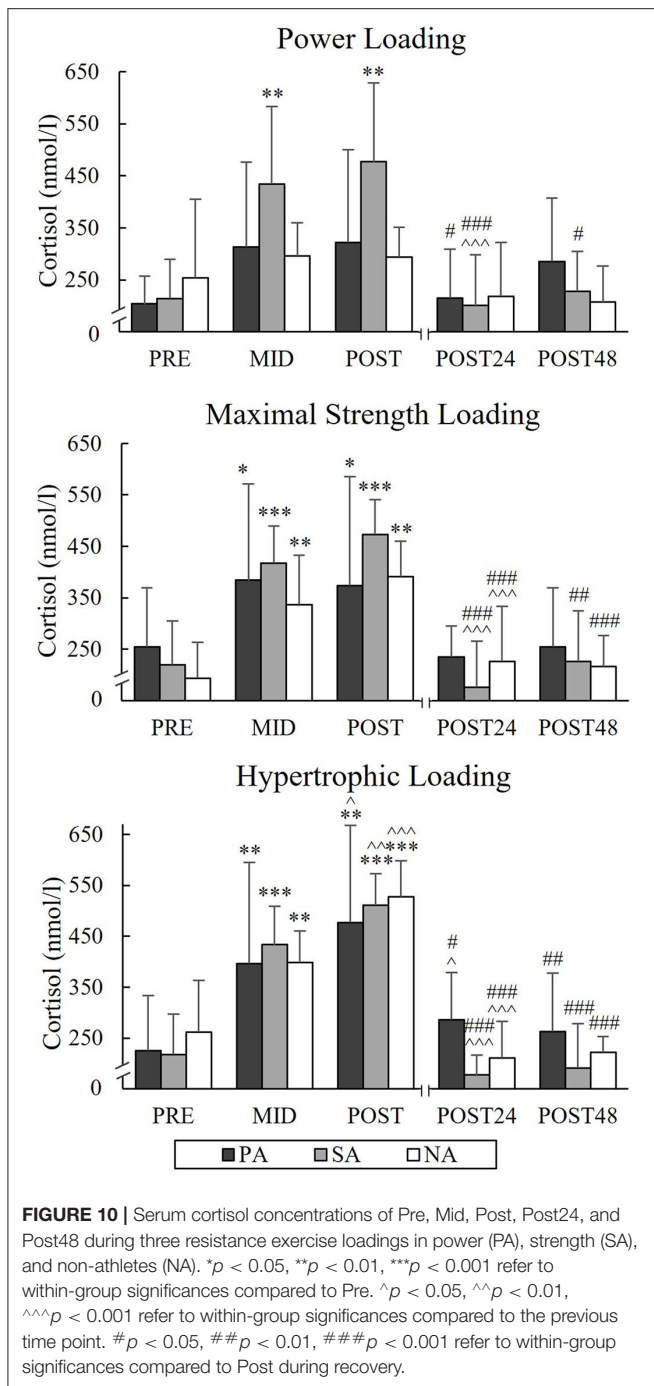 Power Loading
Cortisol (nmol/l)
650
550
450
350
250
0
** **
# ###
^^^
#
PRE MID POST POST24 POST48
Maximal Strength Loading
Cortisol (nmol/l)
650
550
450
350
250
0
* *** **
* *** **
###
^^^
###
^^^
## ###
PRE MID POST POST24 POST48
Hypertrophic Loading
Cortisol (nmol/l)
650
550
450
350
250
0
** *** **
^
**
^^
***
^^^
***
#
^
###
^^^
###
^^^
## ### ###
PRE MID POST POST24 POST48
PA SA NA
FIGURE 10 | Serum cortisol concentrations of Pre, Mid, Post, Post24, and
Post48 during three resistance exercise loadings in power (PA), strength (SA),
and non-athletes (NA). *p < 0.05, **p < 0.01, ***p < 0.001 refer to
within-group significances compared to Pre. ^p < 0.05, ^^p < 0.01,
^^^p < 0.001 refer to within-group significances compared to the previous
time point. #p < 0.05, ##p < 0.01, ###p < 0.001 refer to within-group
significances compared to Post during recovery.